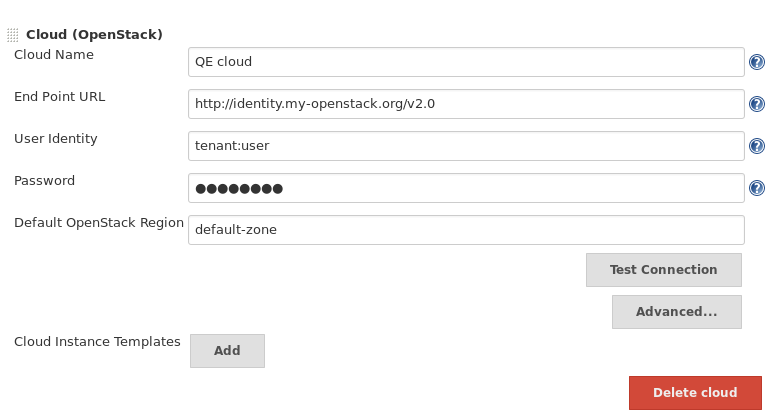 Cloud (OpenStack)
Cloud Name QE cloud ?
End Point URL http://identity.my-openstack.org/v2.0 ?
User Identity tenant:user ?
Password ●●●●●●●● ?
Default OpenStack Region default-zone
Test Connection
Advanced...
Cloud Instance Templates Add
Delete cloud